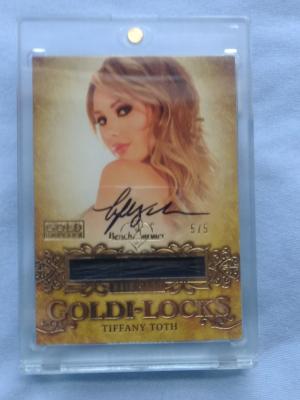 GOLD
BenchWarmer
5/5
GOLDI-LOCKS
TIFFANY TOTH